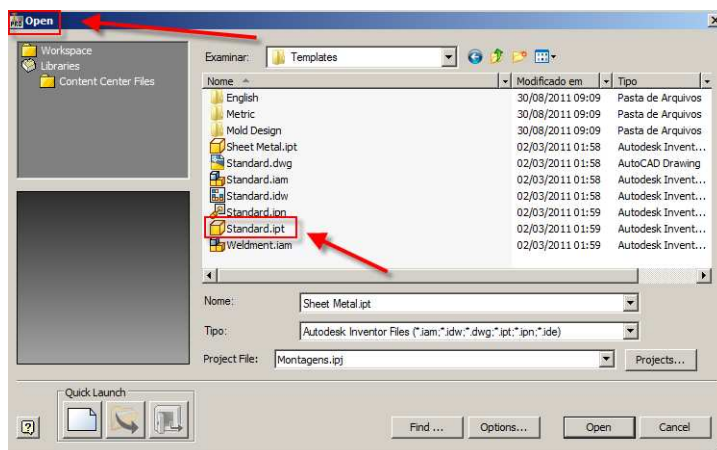 Open
Workspace
Libraries
Content Center Files
Examinar: Templates
Nome Modificado em Tipo
English 30/08/2011 09:09 Pasta de Arquivos
Metric 30/08/2011 09:09 Pasta de Arquivos
Mold Design 30/08/2011 09:09 Pasta de Arquivos
Sheet Metal.ipt 02/03/2011 01:58 Autodesk Invent...
Standard.dwg 02/03/2011 01:58 AutoCAD Drawing
Standard.iam 02/03/2011 01:58 Autodesk Invent...
Standard.idw 02/03/2011 01:58 Autodesk Invent...
Standard.ipn 02/03/2011 01:59 Autodesk Invent...
Standard.ipt 02/03/2011 01:59 Autodesk Invent...
Weldment.iam 02/03/2011 01:59 Autodesk Invent...
Nome: Sheet Metal.ipt
Tipo: Autodesk Inventor Files (*.iam;*.idw;*.dwg;*.ipt;*.ipn;*.ide)
Project File: Montagens.ipj Projects...
Quick Launch
Find ... Options... Open Cancel